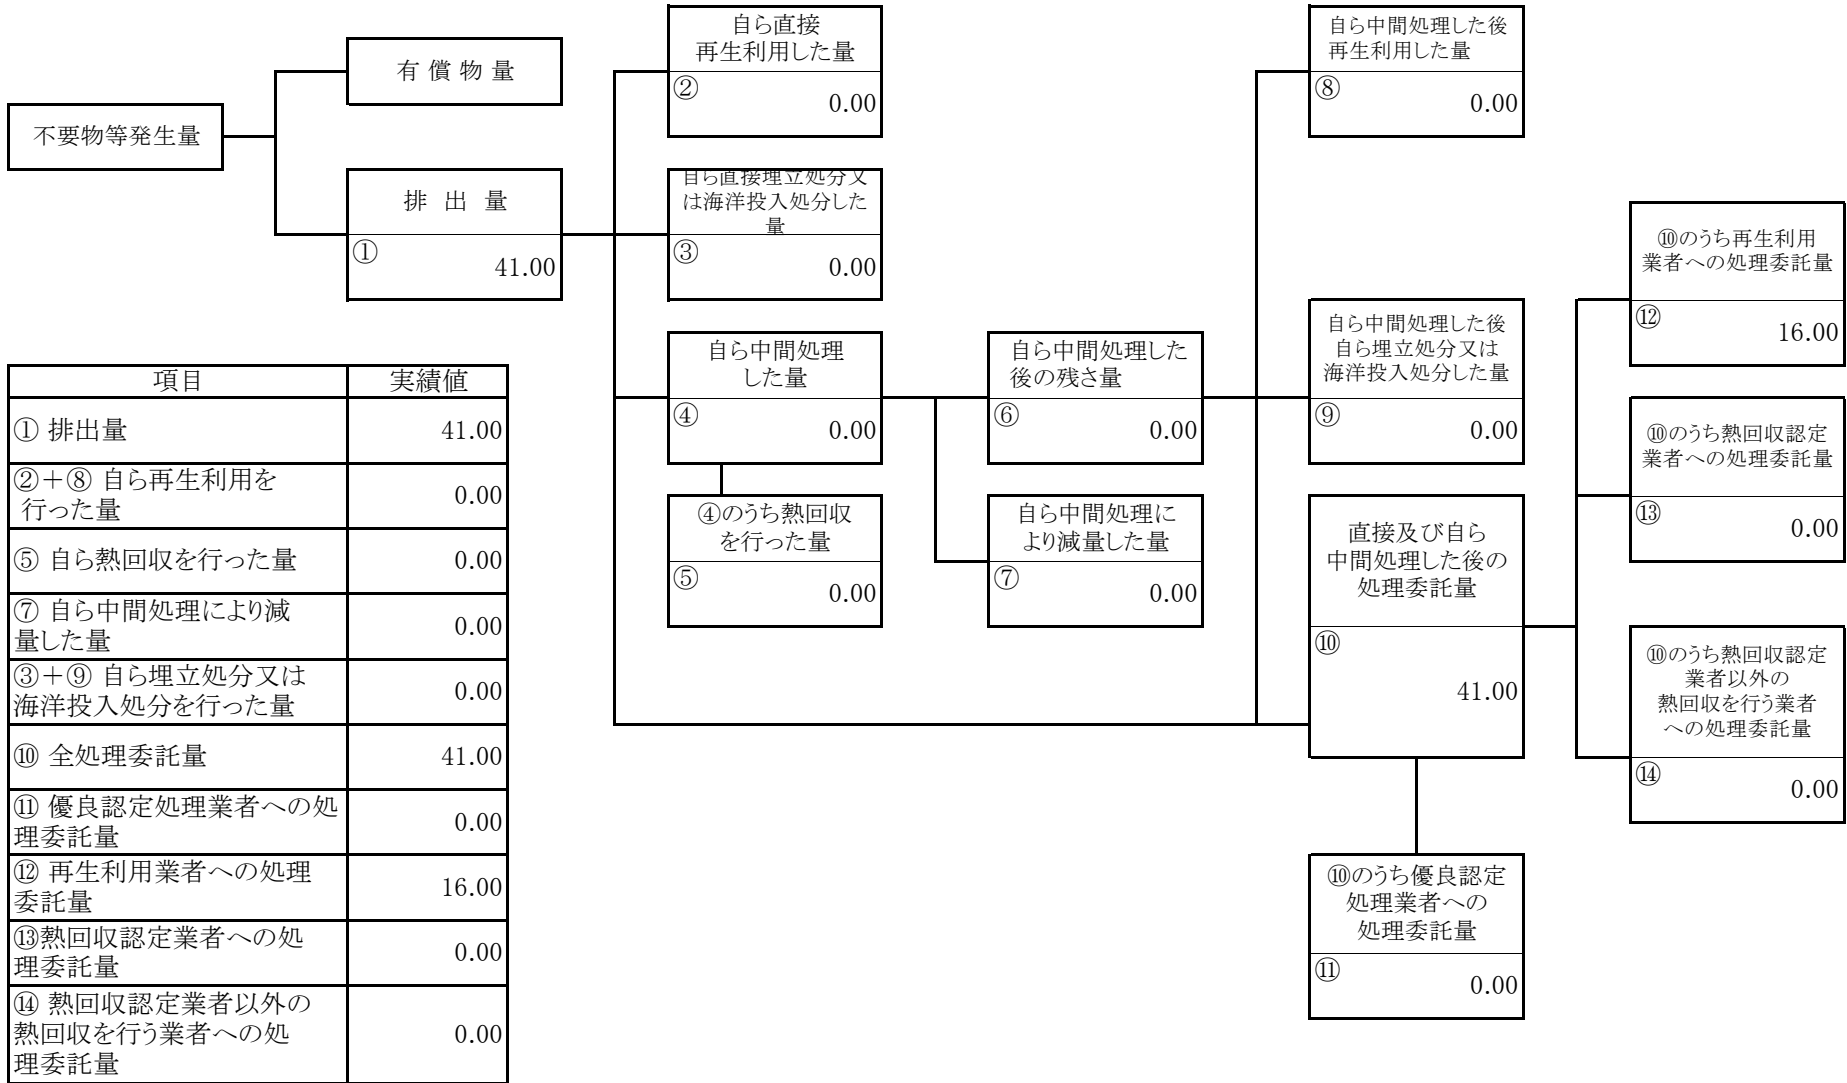 不要物等発生量
有償物量
排出量
①
41.00
自ら直接
再生利用した量
②
0.00
自ら直接埋立処分又
は海洋投入処分した
量
③
0.00
自ら中間処理
した量
④
0.00
④のうち熱回収
を行った量
⑤
0.00
自ら中間処理した
後の残さ量
⑥
0.00
自ら中間処理に
より減量した量
⑦
0.00
自ら中間処理した後
再生利用した量
⑧
0.00
自ら中間処理した後
自ら埋立処分又は
海洋投入処分した量
⑨
0.00
直接及び自ら
中間処理した後の
処理委託量
⑩
41.00
⑩のうち優良認定
処理業者への
処理委託量
⑪
0.00
⑩のうち再生利用
業者への処理委託量
⑫
16.00
⑩のうち熱回収認定
業者への処理委託量
⑬
0.00
⑩のうち熱回収認定
業者以外の
熱回収を行う業者
への処理委託量
⑭
0.00
項目 実績値
① 排出量 41.00
②＋⑧ 自ら再生利用を
行った量 0.00
⑤ 自ら熱回収を行った量 0.00
⑦ 自ら中間処理により減
量した量 0.00
③＋⑨ 自ら埋立処分又は
海洋投入処分を行った量 0.00
⑩ 全処理委託量 41.00
⑪ 優良認定処理業者への処
理委託量 0.00
⑫ 再生利用業者への処理
委託量 16.00
⑬熱回収認定業者への処
理委託量 0.00
⑭ 熱回収認定業者以外の
熱回収を行う業者への処
理委託量 0.00